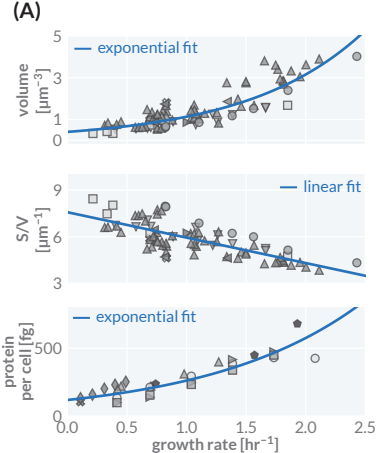 (A)
5
3
1
0
volume
[μm⁻³]
exponential fit
9
6
3
S/V
[μm⁻¹]
linear fit
500
0
protein
per cell [fg]
exponential fit
0.0 0.5 1.0 1.5 2.0 2.5
growth rate [hr⁻¹]